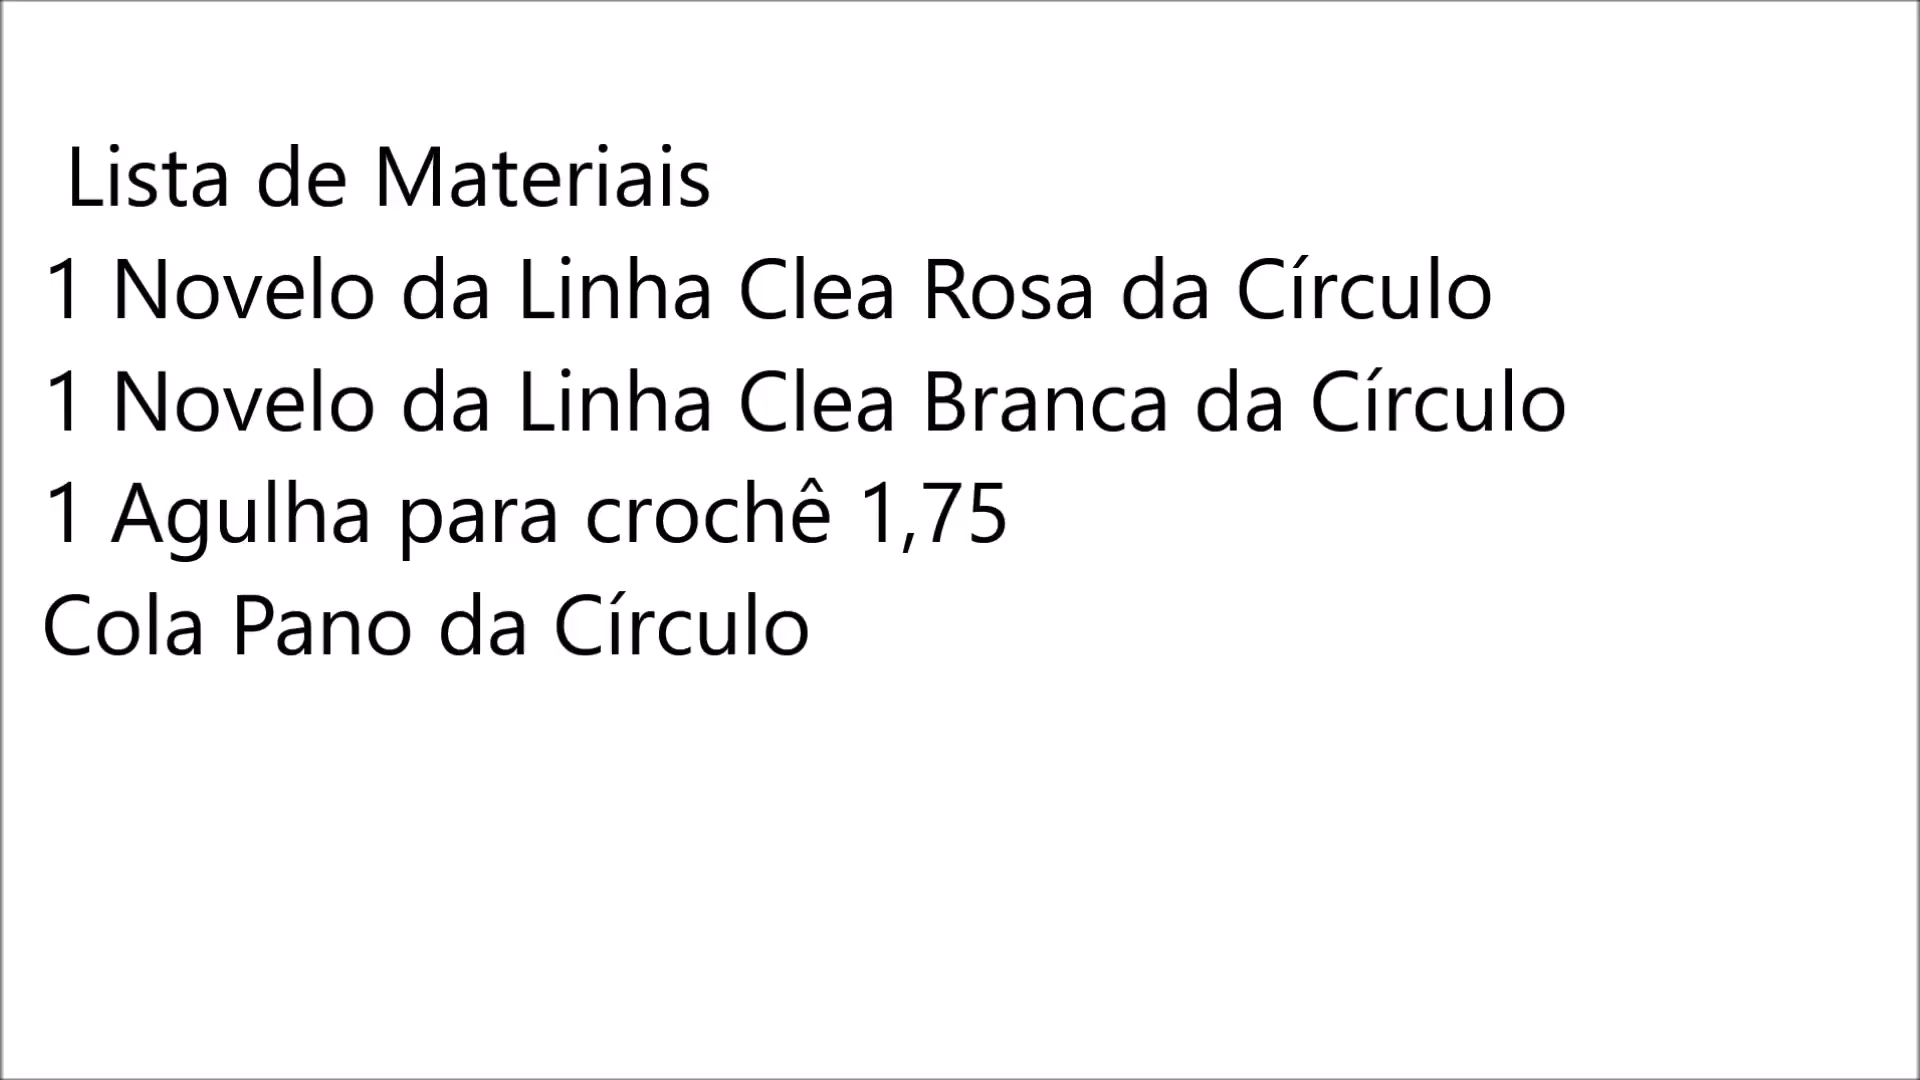 Lista de Materiais
1 Novelo da Linha Clea Rosa da Círculo
1 Novelo da Linha Clea Branca da Círculo
1 Agulha para crochê 1,75
Cola Pano da Círculo